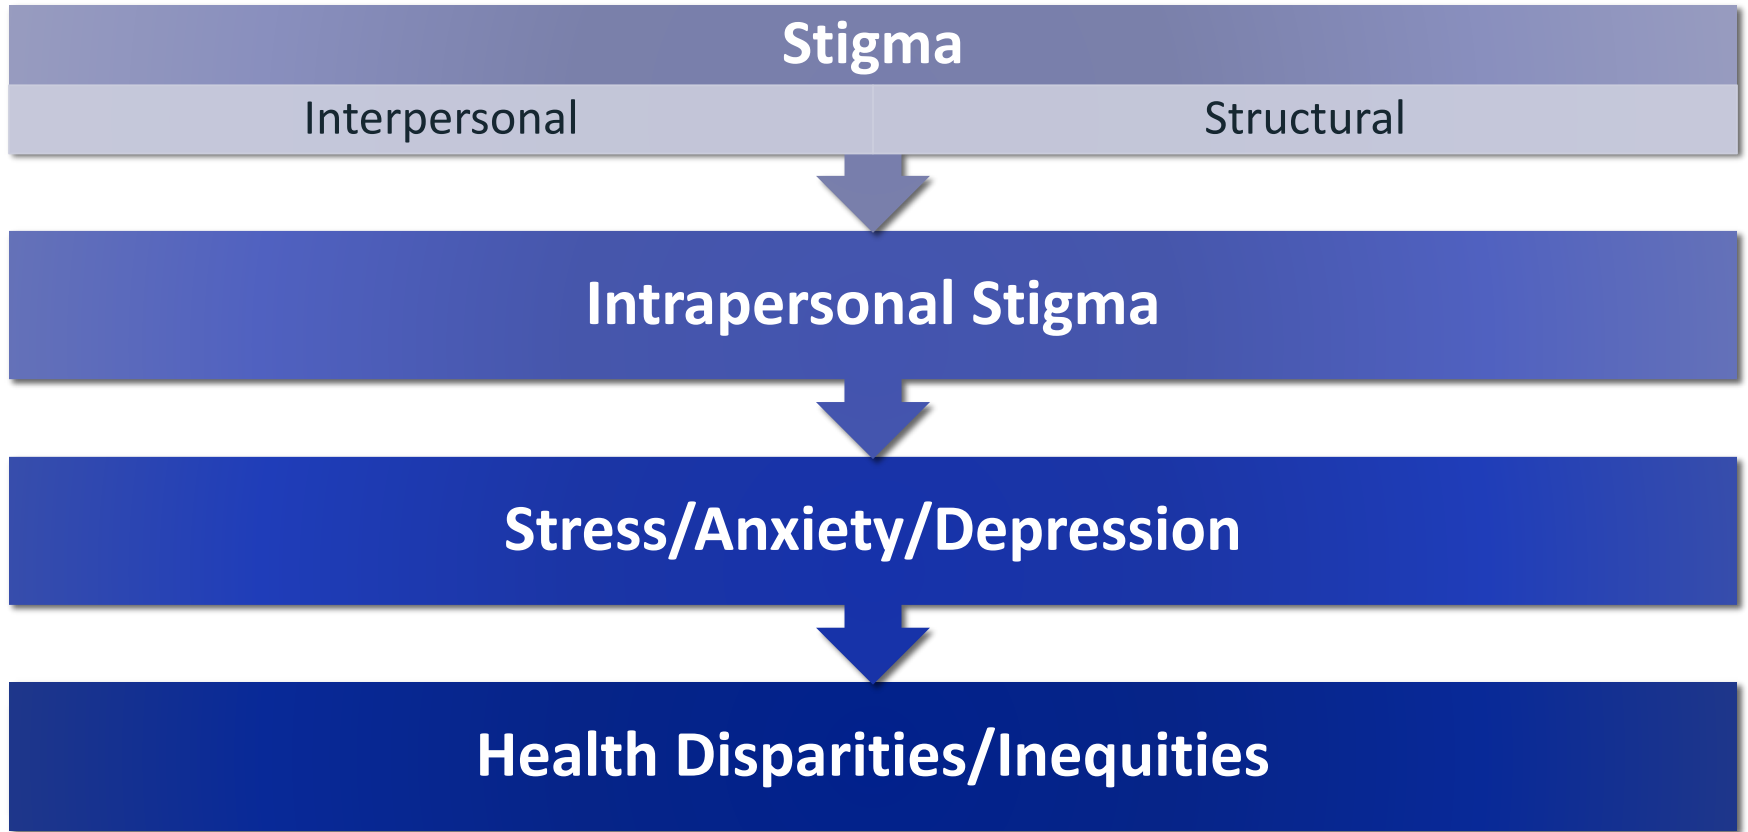 Stigma
Interpersonal Structural
Intrapersonal Stigma
Stress/Anxiety/Depression
Health Disparities/Inequities